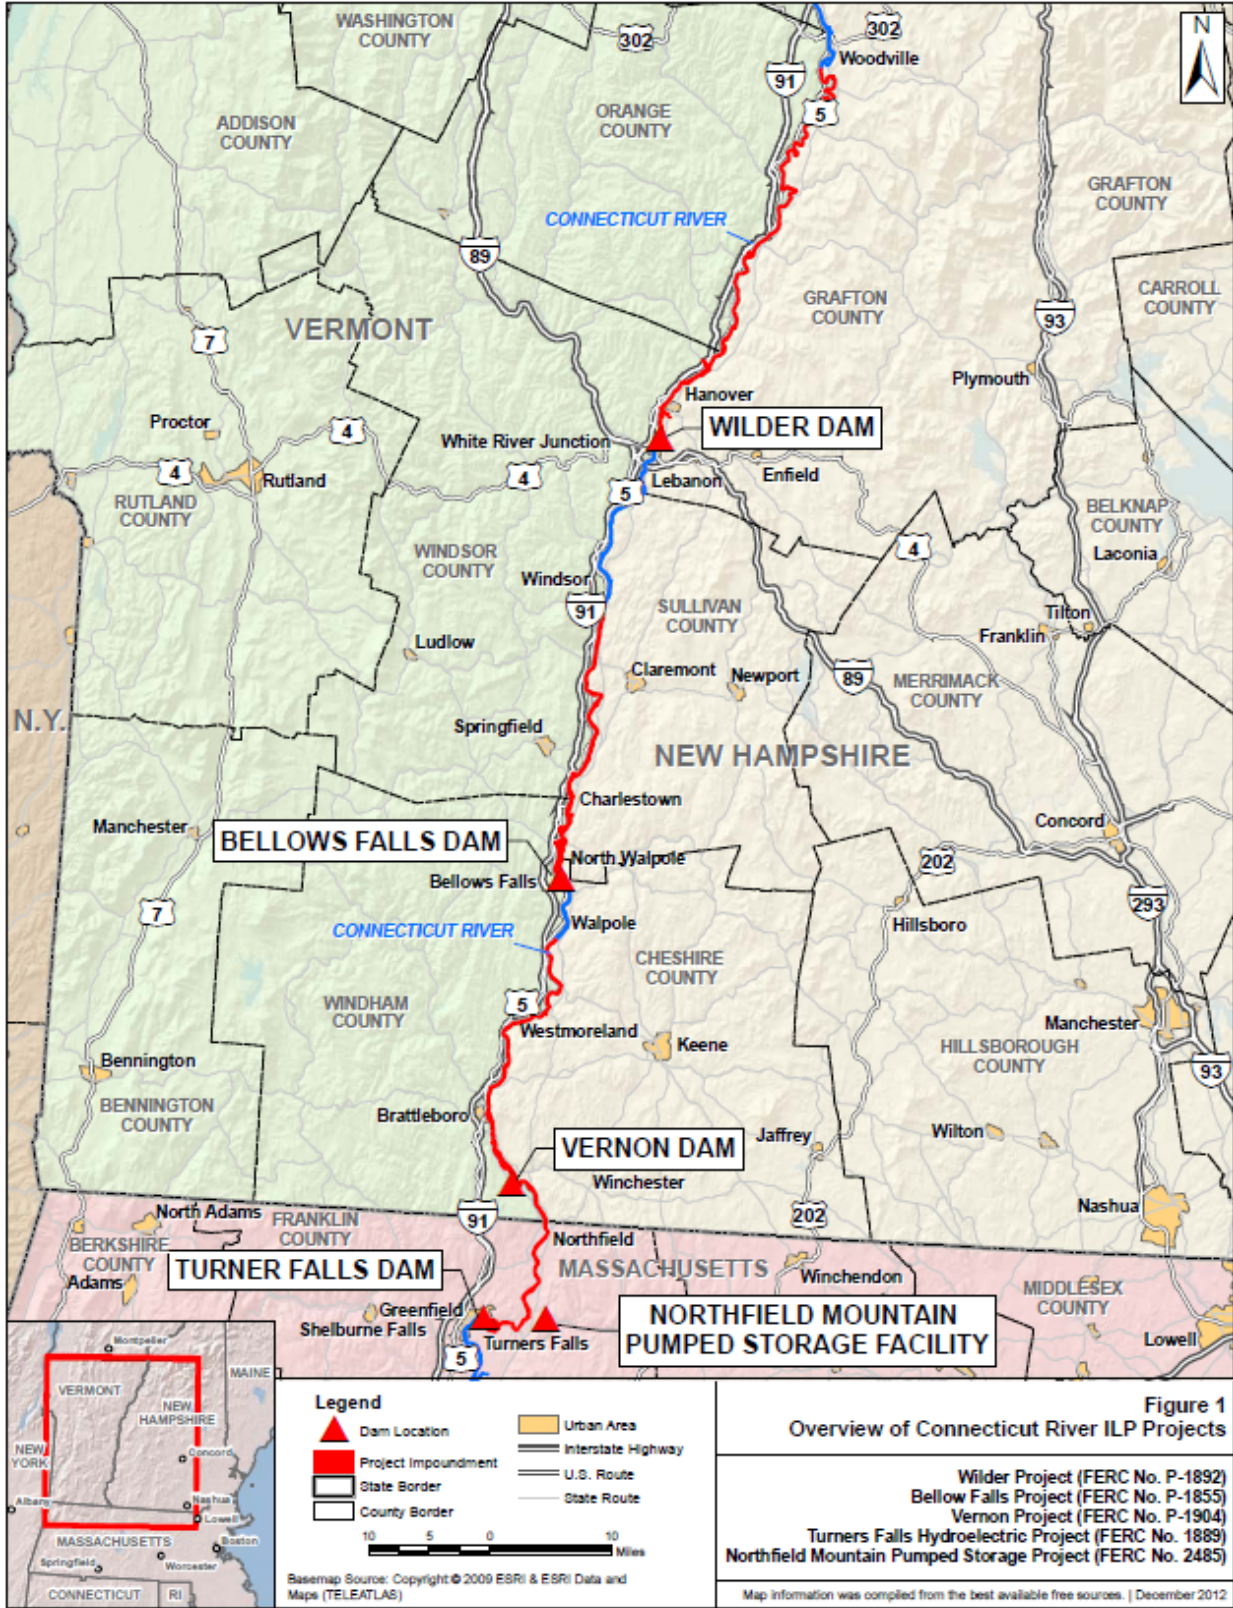 WASHINGTON
COUNTY
302
302
N
Woodville
91
5
ORANGE
COUNTY
ADDISON
COUNTY
GRAFTON
COUNTY
CONNECTICUT RIVER
89
CARROLL
COUNTY
GRAFTON
COUNTY
93
VERMONT
7
Plymouth
Hanover
Proctor
4
White River Junction
WILDER DAM
4
Rutland
4
Lebanon
Enfield
5
RUTLAND
COUNTY
BELKNAP
COUNTY
WINDSOR
COUNTY
4
Laconia
Windsor
91
SULLIVAN
COUNTY
Tilton
Franklin
Ludlow
Claremont
Newport
89
MERRIMACK
COUNTY
N.Y.
Springfield
NEW HAMPSHIRE
Charlestown
Manchester
Concord
BELLOWS FALLS DAM
North Walpole
202
Bellows Falls
7
293
Walpole
Hillsboro
CONNECTICUT RIVER
CHESHIRE
COUNTY
5
WINDHAM
COUNTY
Westmoreland
Keene
Manchester
HILLSBOROUGH
COUNTY
Bennington
93
BENNINGTON
COUNTY
Brattleboro
Jaffrey
Wilton
VERNON DAM
Winchester
Nashua
North Adams
FRANKLIN
COUNTY
91
202
BERKSHIRE
COUNTY
Northfield
MASSACHUSETTS
Winchendon
Adams
TURNER FALLS DAM
MIDDLESEX
COUNTY
Greenfield
Shelburne Falls
NORTHFIELD MOUNTAIN
PUMPED STORAGE FACILITY
Turners Falls
5
Lowell
Montpelier
VERMONT
MAINE
NEW
HAMPSHIRE
NEW
YORK
Concord
Albany
Nashua
Lowell
MASSACHUSETTS
Boston
Springfield
Worcester
CONNECTICUT
RI
Legend
Dam Location
Project Impoundment
State Border
County Border
Urban Area
Interstate Highway
U.S. Route
State Route
10 5 0 10
Miles
Basemap Source: Copyright © 2009 ESRI & ESRI Data and
Maps (TELEATLAS)
Figure 1
Overview of Connecticut River ILP Projects
Wilder Project (FERC No. P-1892)
Bellow Falls Project (FERC No. P-1855)
Vernon Project (FERC No. P-1904)
Turners Falls Hydroelectric Project (FERC No. 1889)
Northfield Mountain Pumped Storage Project (FERC No. 2485)
Map information was compiled from the best available free sources. | December 2012